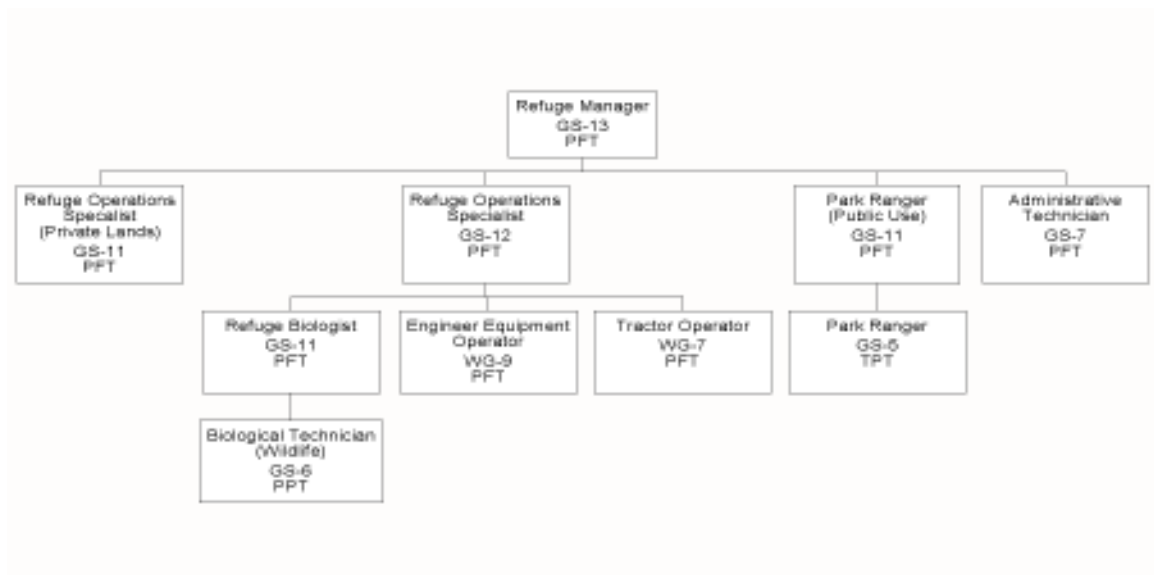 Refuge Manager
GS-13
PFT
Refuge Operations
Specalist
(Private Lands)
GS-11
PFT
Refuge Operations
Specialist
GS-12
PFT
Park Ranger
(Public Use)
GS-11
PFT
Administrative
Technician
GS-7
PFT
Refuge Biologist
GS-11
PFT
Engineer Equipment
Operator
WG-9
PFT
Tractor Operator
WG-7
PFT
Park Ranger
GS-5
TPT
Biological Technician
(Wildlife)
GS-6
PPT